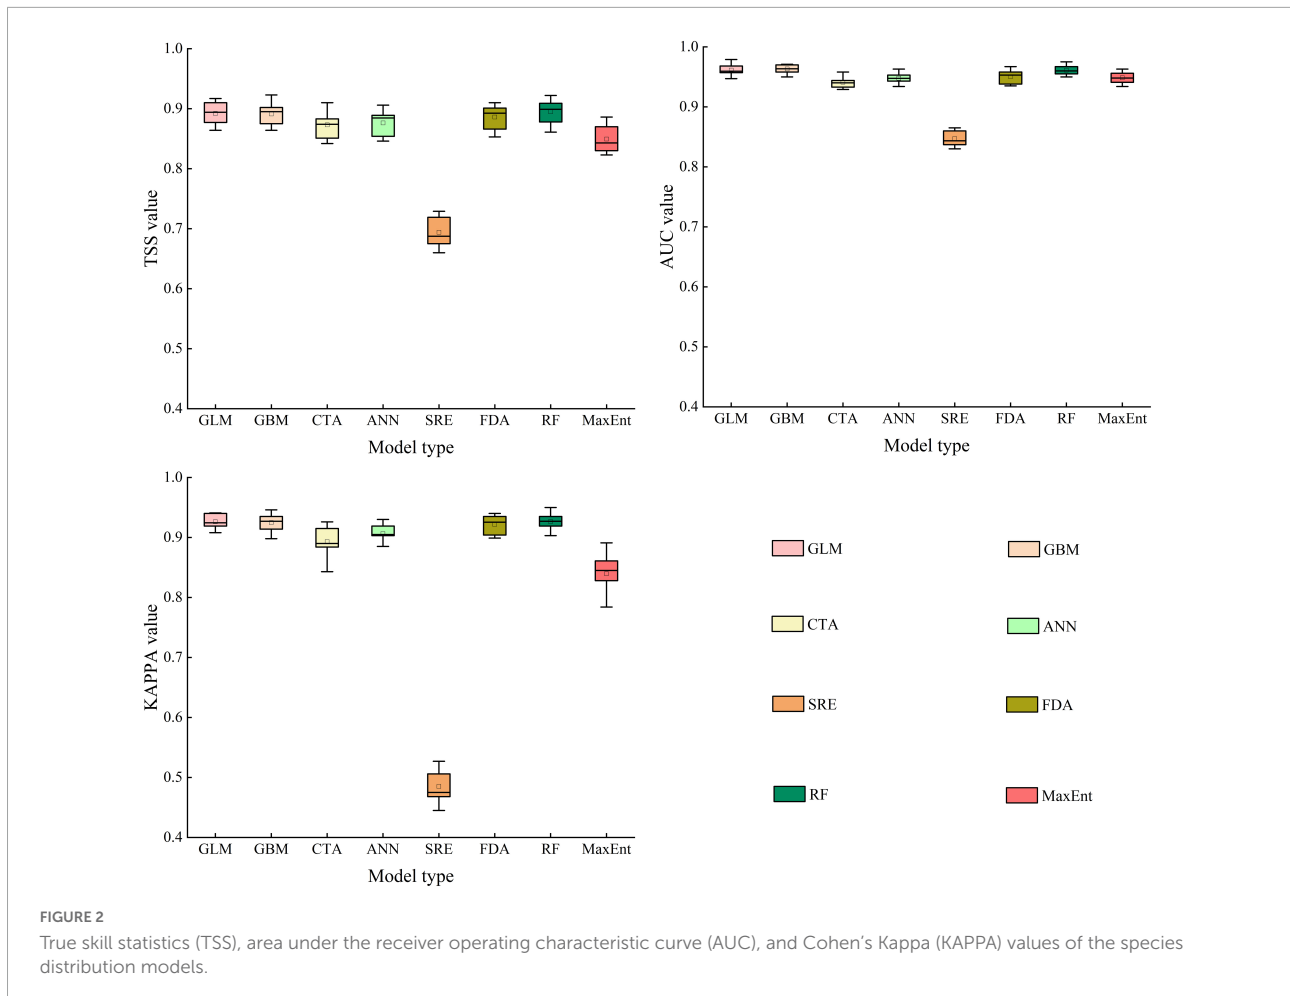 1.0
0.9
0.8
0.7
0.6
0.5
0.4
TSS value
GLM GBM CTA ANN SRE FDA RF MaxEnt
Model type
1.0
0.9
0.8
0.7
0.6
0.5
0.4
AUC value
GLM GBM CTA ANN SRE FDA RF MaxEnt
Model type
1.0
0.9
0.8
0.7
0.6
0.5
0.4
KAPPA value
GLM GBM CTA ANN SRE FDA RF MaxEnt
Model type
GLM GBM
CTA ANN
SRE FDA
RF MaxEnt
FIGURE 2
True skill statistics (TSS), area under the receiver operating characteristic curve (AUC), and Cohen's Kappa (KAPPA) values of the species
distribution models.